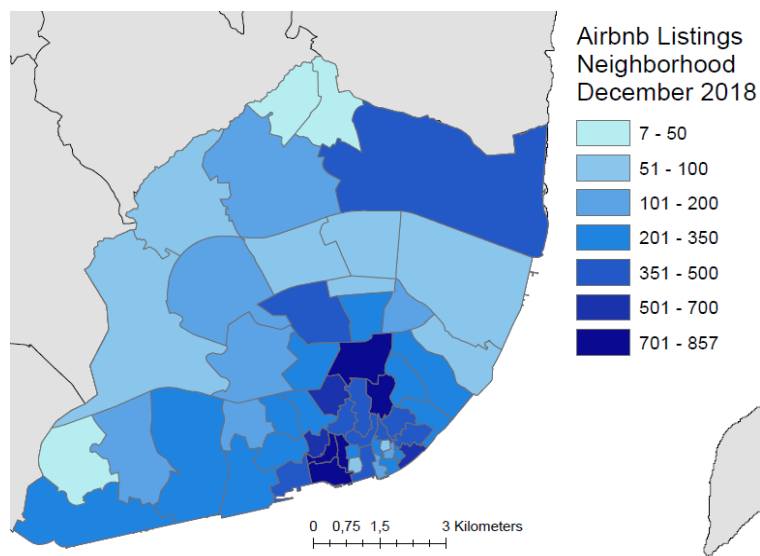 Airbnb Listings
Neighborhood
December 2018
7 - 50
51 - 100
101 - 200
201 - 350
351 - 500
501 - 700
701 - 857
0 0,75 1,5 3 Kilometers